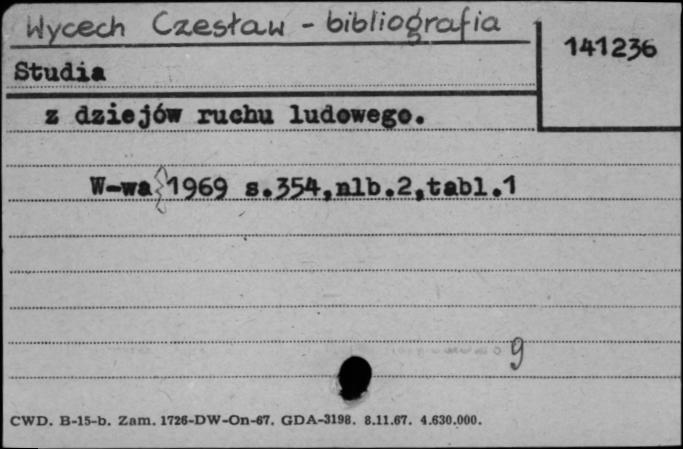 Wycech Czesław - bibliografia
141236
Studia
z dziejów ruchu ludowego.
W-wa 1969 s.354,nlb.2,tabl.1
9
CWD. B-15-b. Zam. 1726-DW-On-67. GDA-3198. 8.11.67. 4.630.000.